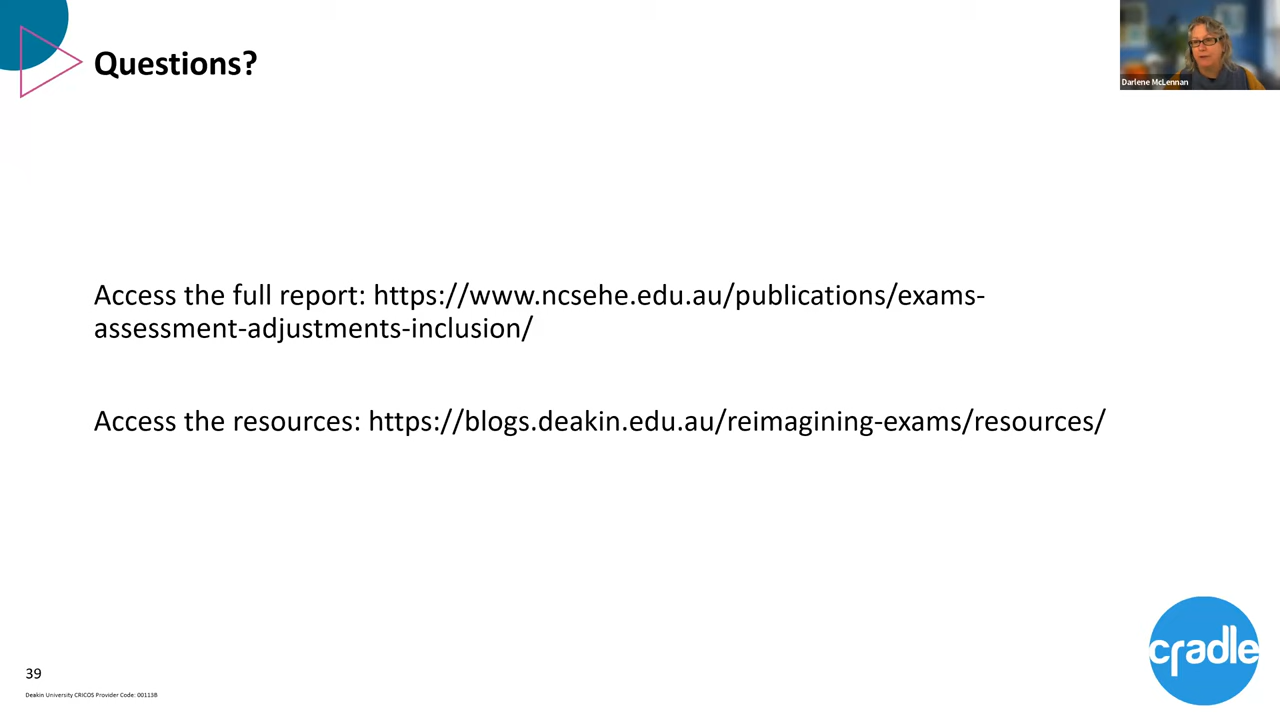 Questions?
Darlene McLennan
Access the full report: https://www.ncsehe.edu.au/publications/exams-
assessment-adjustments-inclusion/
Access the resources: https://blogs.deakin.edu.au/reimagining-exams/resources/
cradle
39
Deakin University CRICOS Provider Code: 00113B